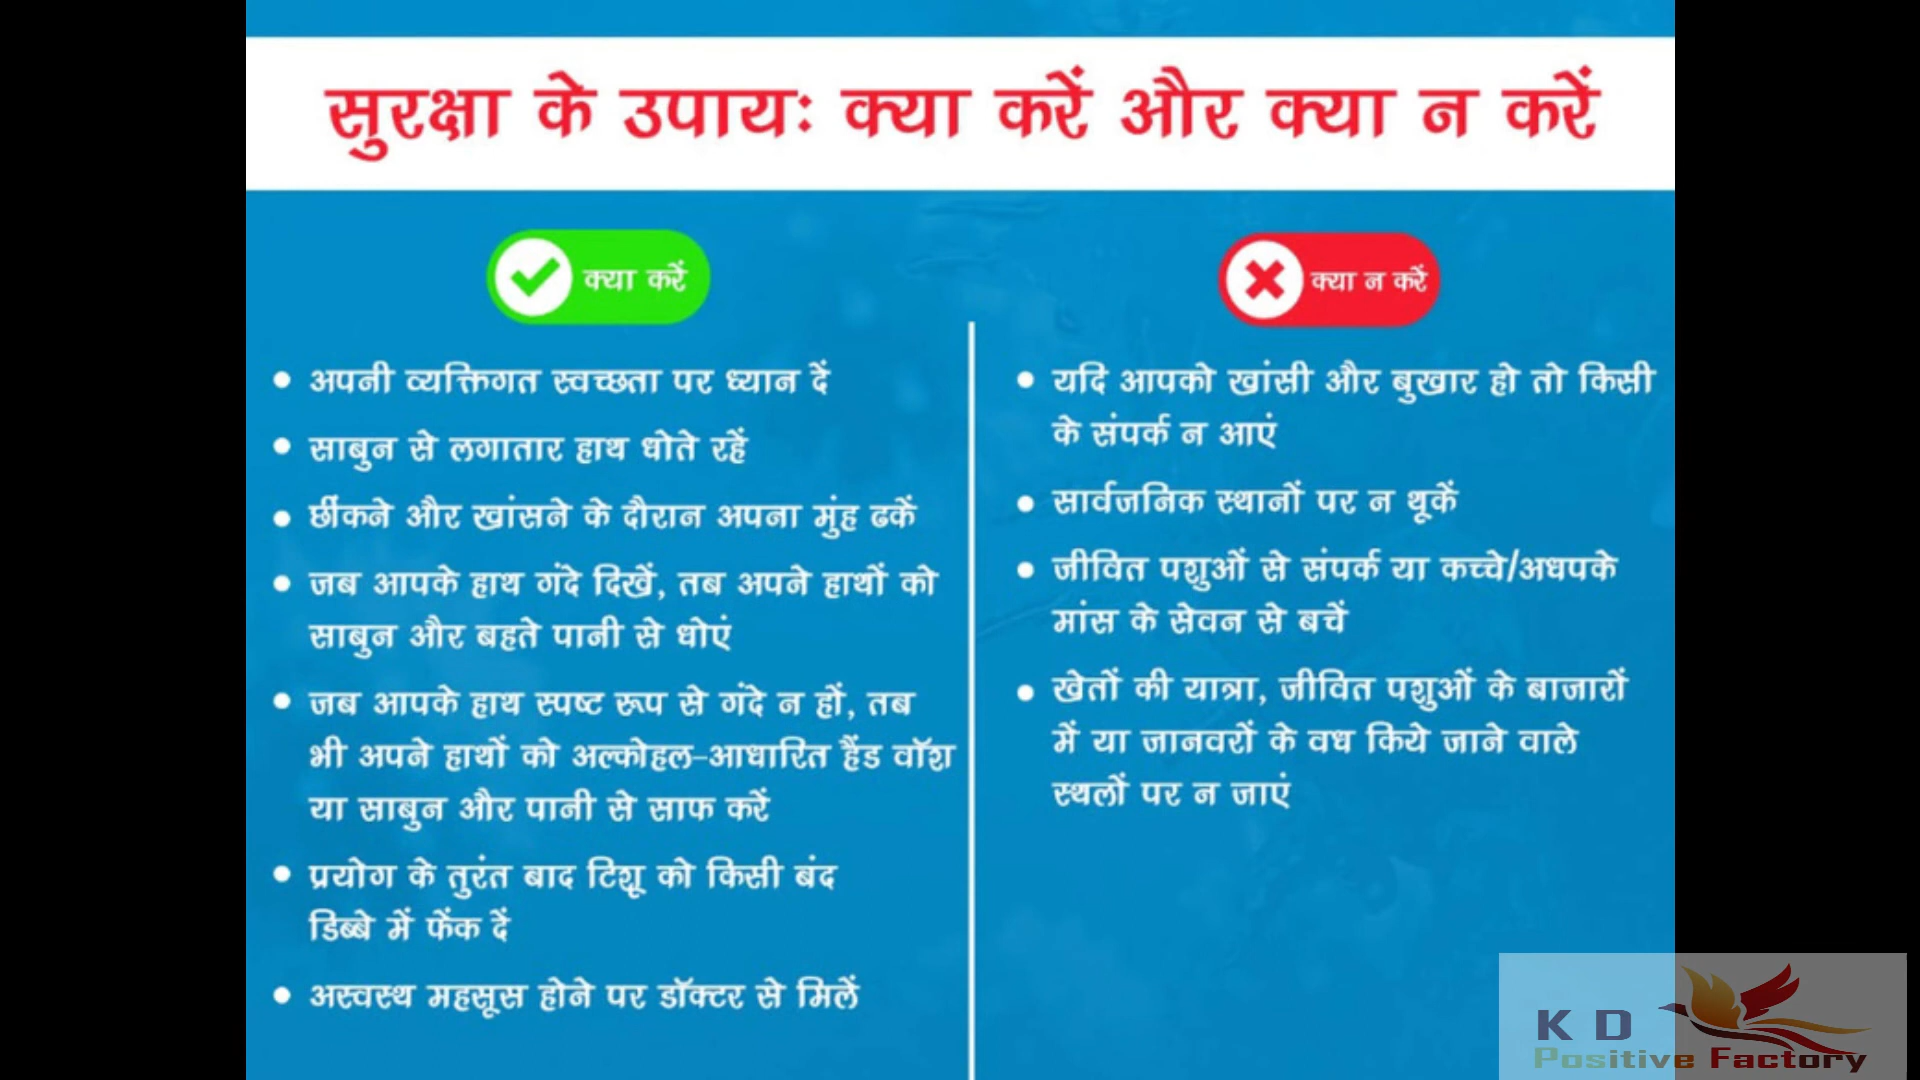 सुरक्षा के उपायः क्या करें और क्या न करें
क्या करें
अपनी व्यक्तिगत स्वच्छता पर ध्यान दें
साबुन से लगातार हाथ धोते रहें
छींकने और खांसने के दौरान अपना मुंह ढकें
जब आपके हाथ गंदे दिखें, तब अपने हाथों को
साबुन और बहते पानी से धोएं
जब आपके हाथ स्पष्ट रूप से गंदे न हों, तब
भी अपने हाथों को अल्कोहल-आधारित हैंड वॉश
या साबुन और पानी से साफ करें
प्रयोग के तुरंत बाद टिशू को किसी बंद
डिब्बे में फेंक दें
अस्वस्थ महसूस होने पर डॉक्टर से मिलें
क्या न करें
यदि आपको खांसी और बुखार हो तो किसी
के संपर्क न आएं
सार्वजनिक स्थानों पर न थूकें
जीवित पशुओं से संपर्क या कच्चे/अधपके
मांस के सेवन से बचें
खेतों की यात्रा, जीवित पशुओं के बाजारों
में या जानवरों के वध किये जाने वाले
स्थलों पर न जाएं
K D
Positive Factory